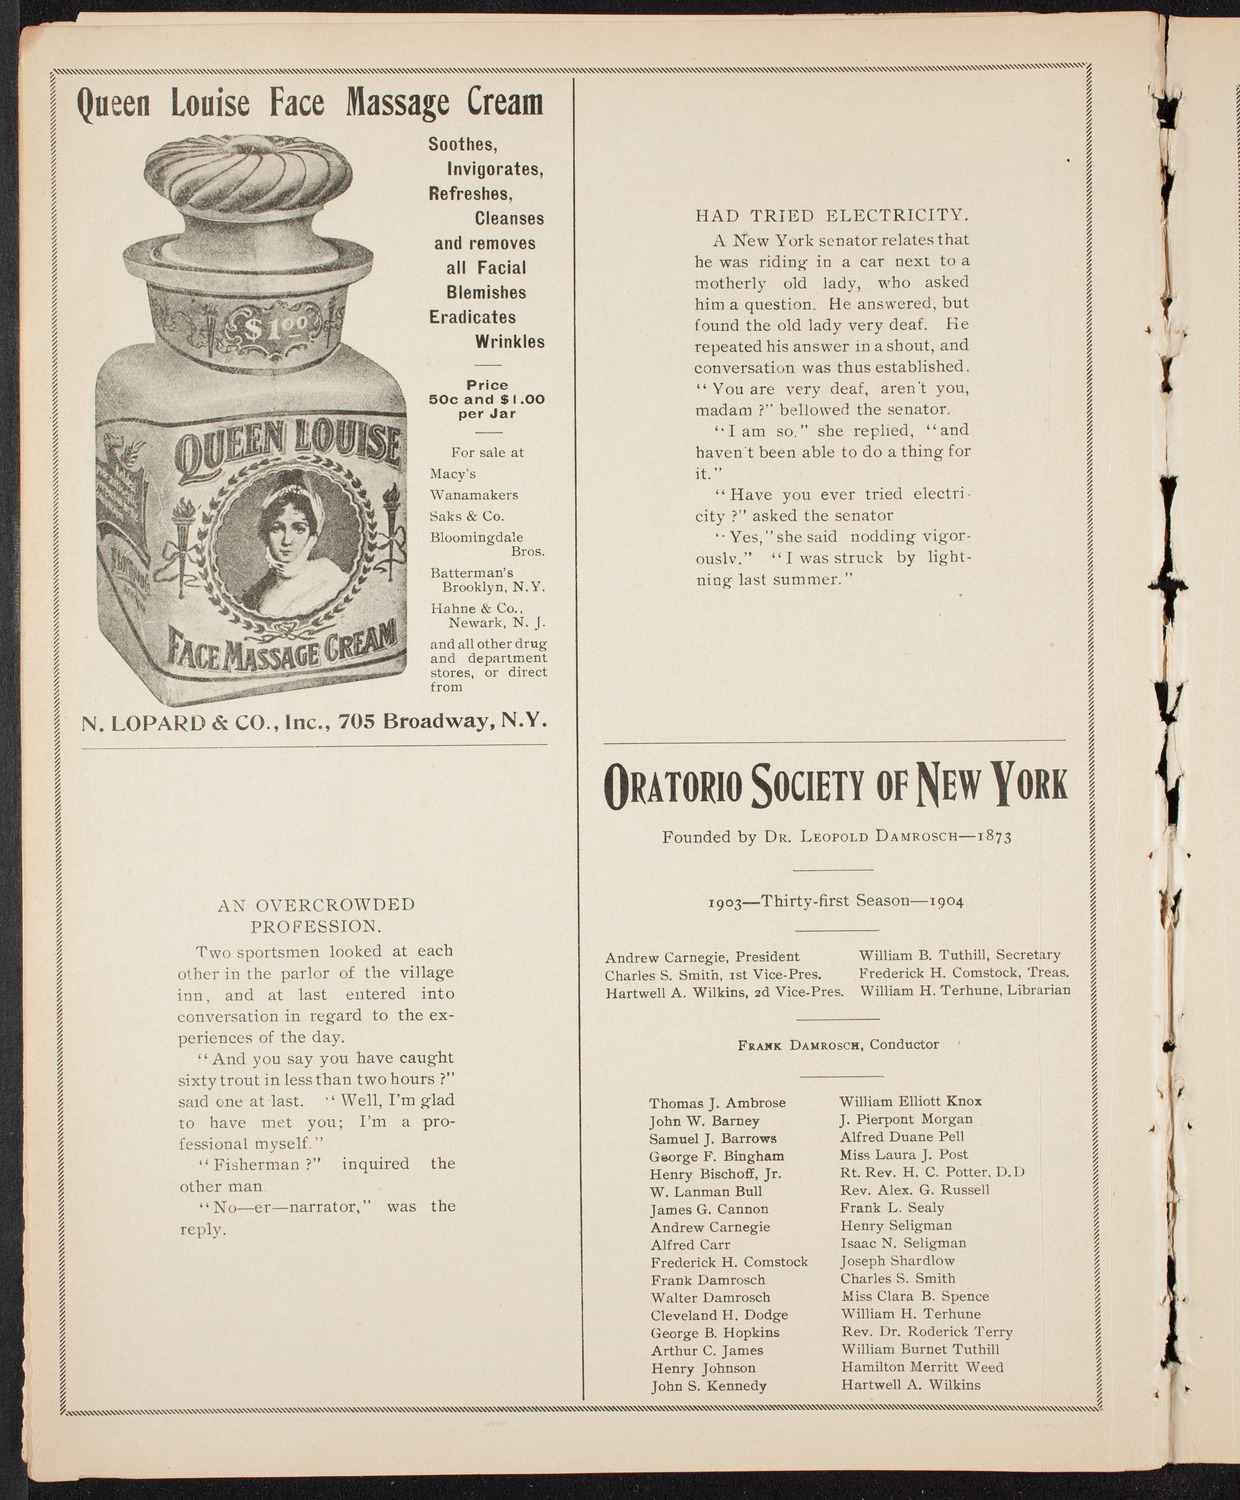 Queen Louise Face Massage Cream
$1.00
QUEEN LOUISE
FACE MASSAGE CREAM
Soothes,
Invigorates,
Refreshes,
Cleanses
and removes
all Facial
Blemishes
Eradicates
Wrinkles
Price
50c and $1.00
per Jar
For sale at
Macy's
Wanamakers
Saks & Co.
Bloomingdale
Bros.
Batterman's
Brooklyn, N.Y.
Hahne & Co.,
Newark, N. J.
and all other drug
and department
stores, or direct
from
N. LOPARD & CO., Inc., 705 Broadway, N.Y.
AN OVERCROWDED
PROFESSION.
Two sportsmen looked at each
other in the parlor of the village
inn, and at last entered into
conversation in regard to the ex-
periences of the day.
"And you say you have caught
sixty trout in less than two hours?"
said one at last. "Well, I'm glad
to have met you; I'm a pro-
fessional myself."
"Fisherman?" inquired the
other man
"No—er—narrator," was the
reply.
HAD TRIED ELECTRICITY.
A New York senator relates that
he was riding in a car next to a
motherly old lady, who asked
him a question. He answered, but
found the old lady very deaf. He
repeated his answer in a shout, and
conversation was thus established.
"You are very deaf, aren't you,
madam?" bellowed the senator.
"I am so." she replied, "and
haven't been able to do a thing for
it."
"Have you ever tried electri-
city?" asked the senator
"Yes," she said nodding vigor-
ously." "I was struck by light-
ning last summer."
ORATORIO SOCIETY OF NEW YORK
Founded by DR. LEOPOLD DAMROSCH—1873
1903—Thirty-first Season—1904
Andrew Carnegie, President
Charles S. Smith, 1st Vice-Pres.
Hartwell A. Wilkins, 2d Vice-Pres.
William B. Tuthill, Secretary
Frederick H. Comstock, Treas.
William H. Terhune, Librarian
FRANK DAMROSCH, Conductor
Thomas J. Ambrose
John W. Barney
Samuel J. Barrows
George F. Bingham
Henry Bischoff, Jr.
W. Lanman Bull
James G. Cannon
Andrew Carnegie
Alfred Carr
Frederick H. Comstock
Frank Damrosch
Walter Damrosch
Cleveland H. Dodge
George B. Hopkins
Arthur C. James
Henry Johnson
John S. Kennedy
William Elliott Knox
J. Pierpont Morgan
Alfred Duane Pell
Miss Laura J. Post
Rt. Rev. H. C. Potter, D.D
Rev. Alex. G. Russell
Frank L. Sealy
Henry Seligman
Isaac N. Seligman
Joseph Shardlow
Charles S. Smith
Miss Clara B. Spence
William H. Terhune
Rev. Dr. Roderick Terry
William Burnet Tuthill
Hamilton Merritt Weed
Hartwell A. Wilkins